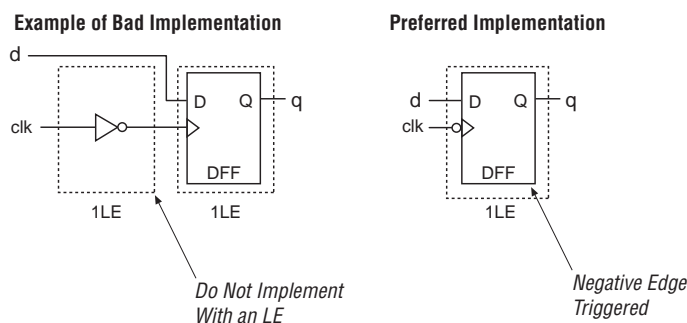 Example of Bad Implementation
d
clk
D
Q
q
DFF
1LE
1LE
Do Not Implement
With an LE
Preferred Implementation
d
clk
D
Q
q
DFF
1LE
Negative Edge
Triggered